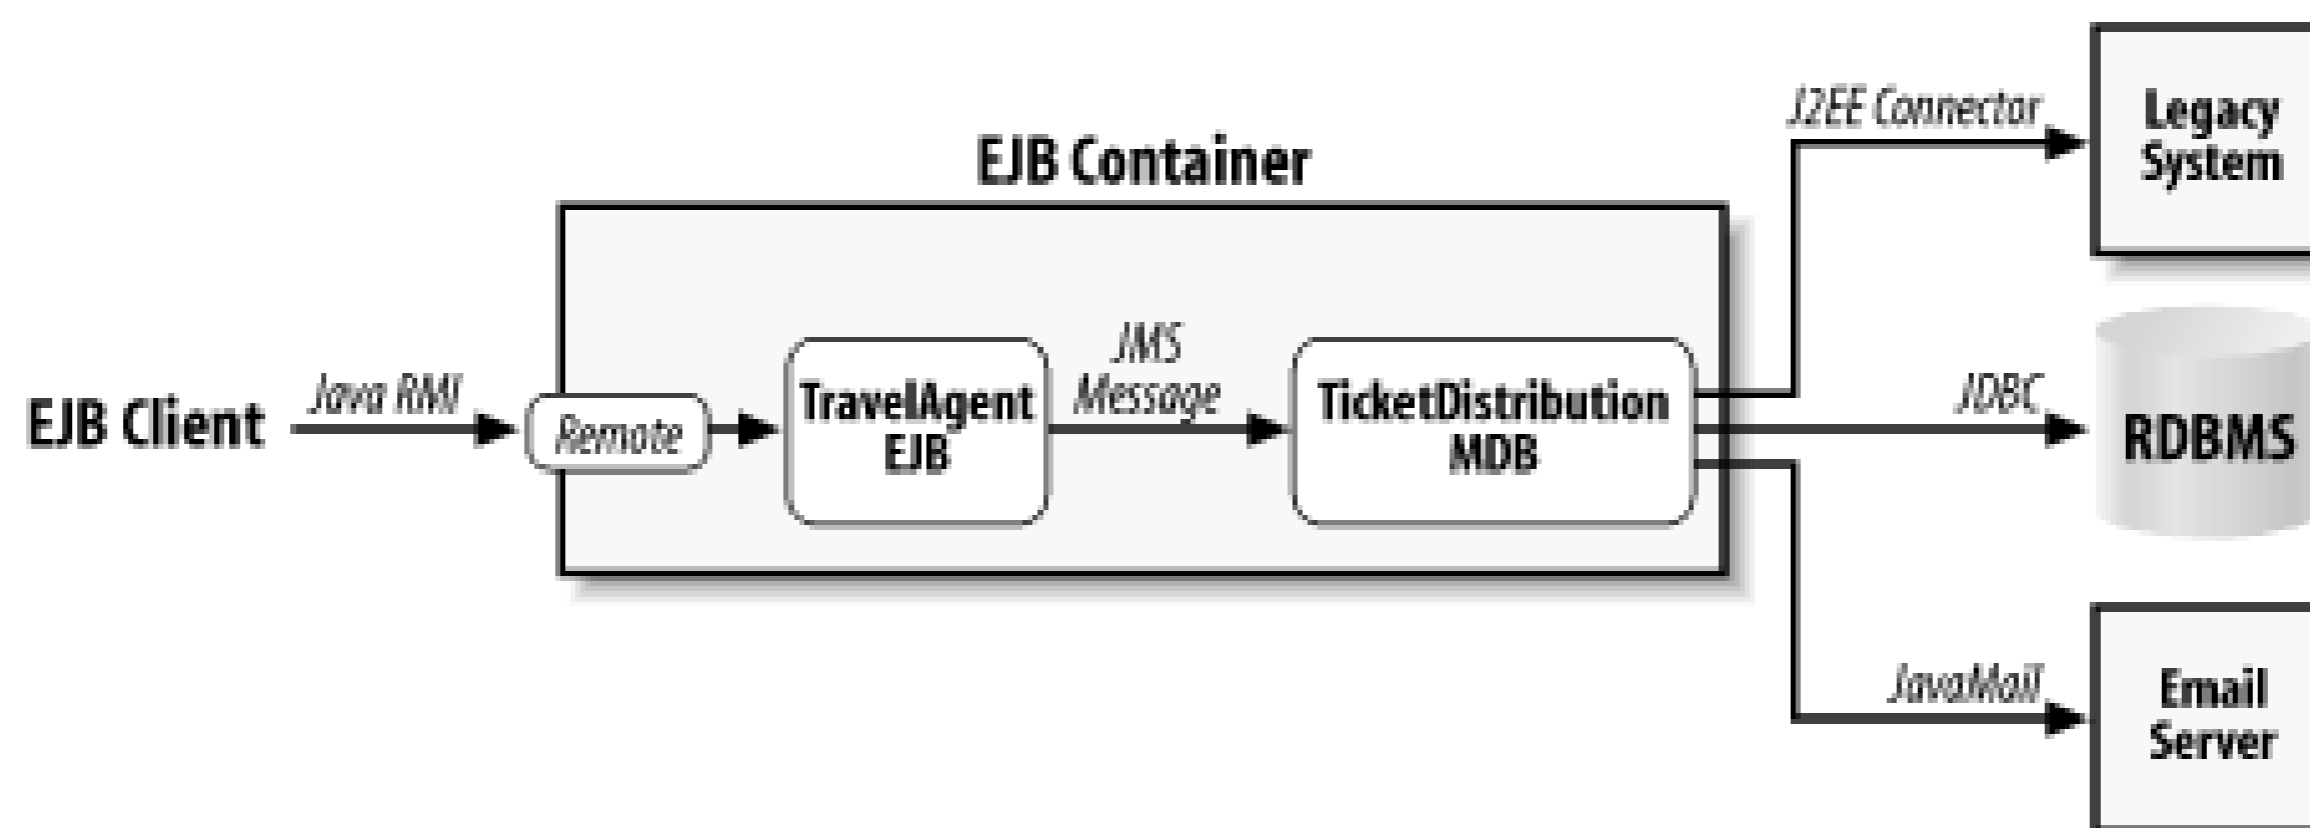 J2EE Connector
Legacy
System
EJB Container
JMS
Message
Java RMI
EJB Client
Remote
TravelAgent
EJB
TicketDistribution
MDB
JDBC
RDBMS
JavaMail
Email
Server